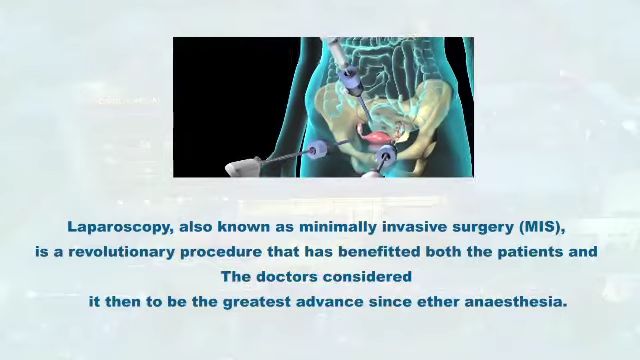 Laparoscopy, also known as minimally invasive surgery (MIS),
is a revolutionary procedure that has benefitted both the patients and
The doctors considered
it then to be the greatest advance since ether anaesthesia.